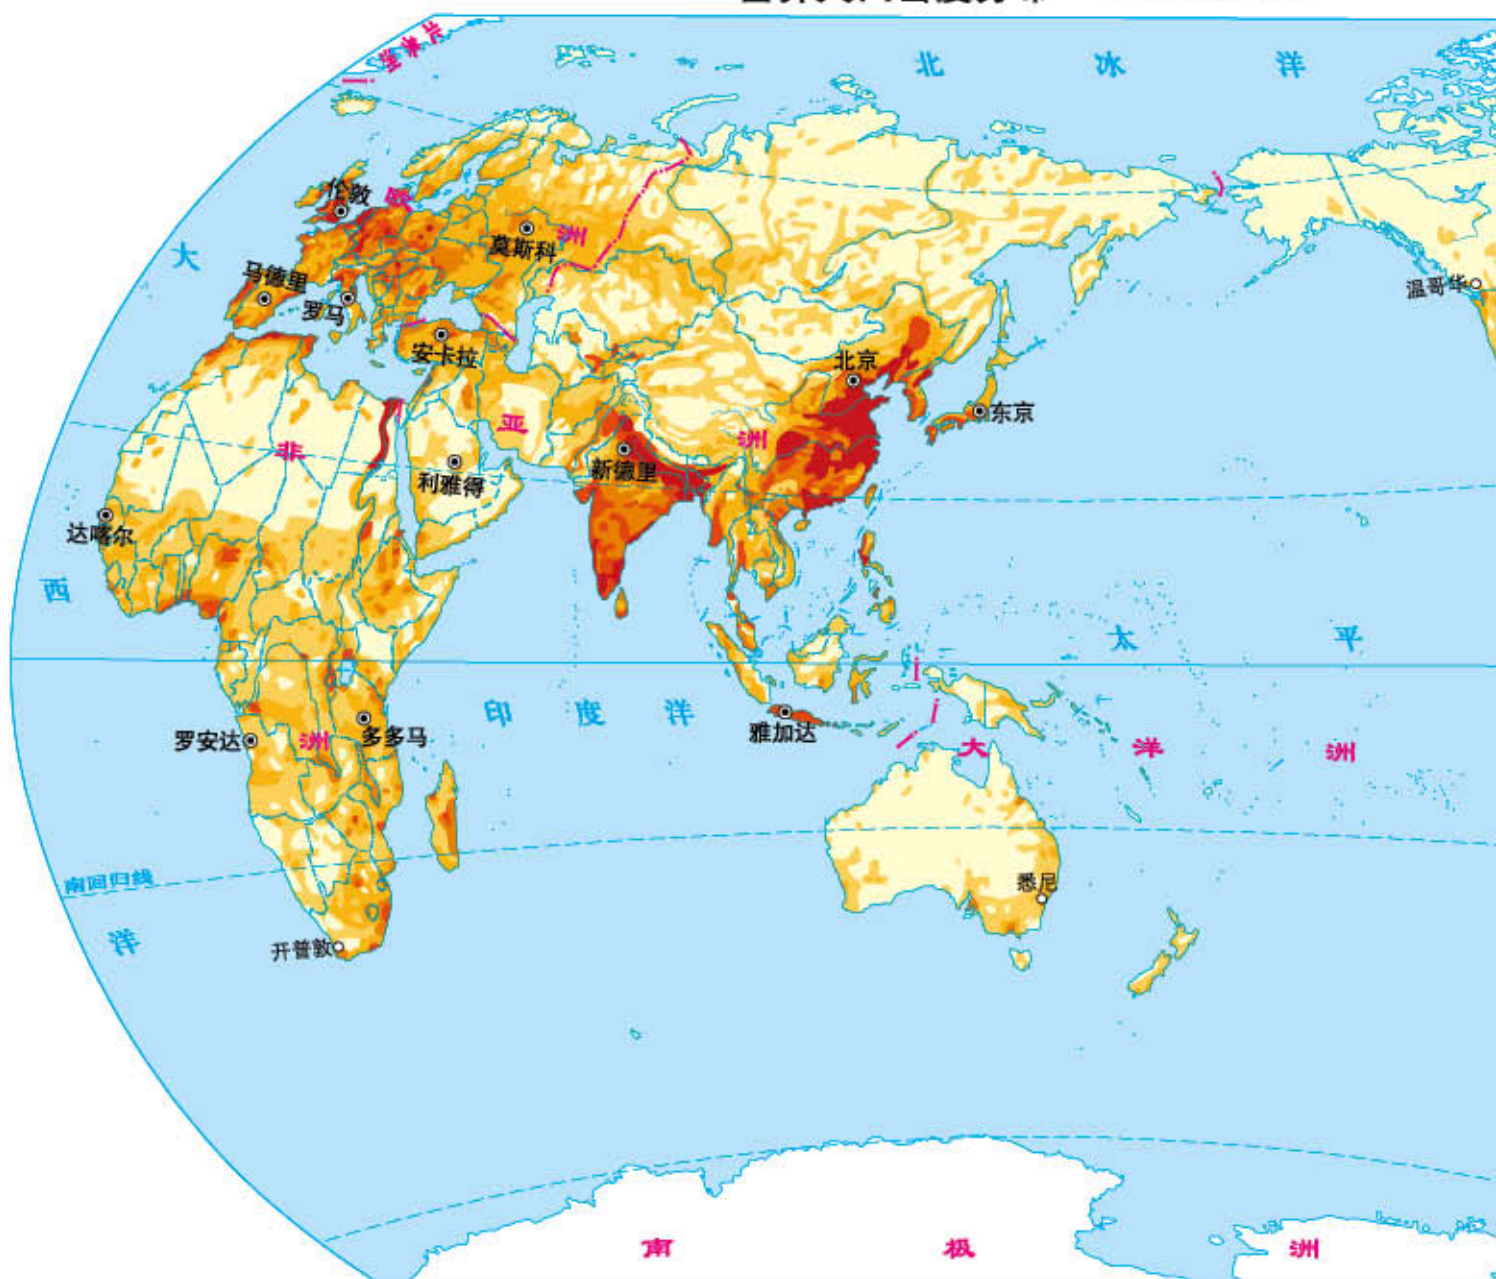 北 冰 洋
伦敦
欧
莫斯科
洲
大
马德里
罗马
温哥华
安卡拉
北京
东京
亚
洲
非
新德里
利雅得
达喀尔
西
太 平
印 度 洋
雅加达
罗安达
洲
多多马
大 洋 洲
南回归线
悉尼
洋
开普敦
南 极 洲